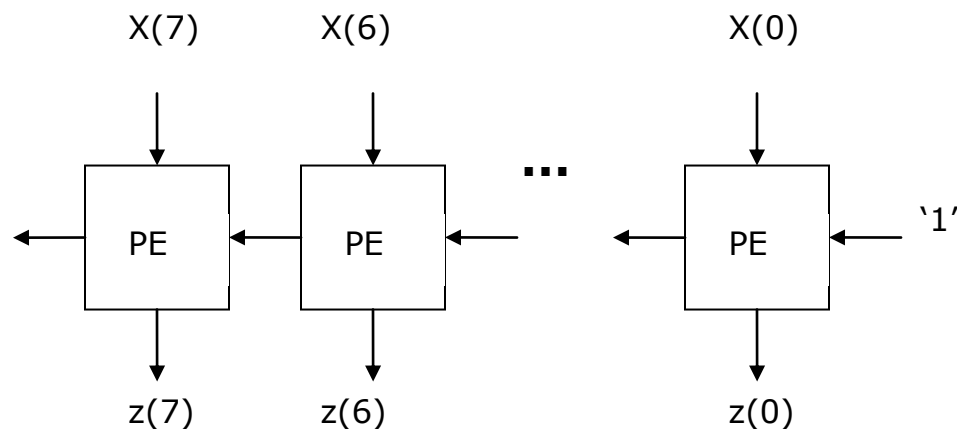 X(7) X(6) X(0)
...
‘1’
PE PE PE
z(7) z(6) z(0)